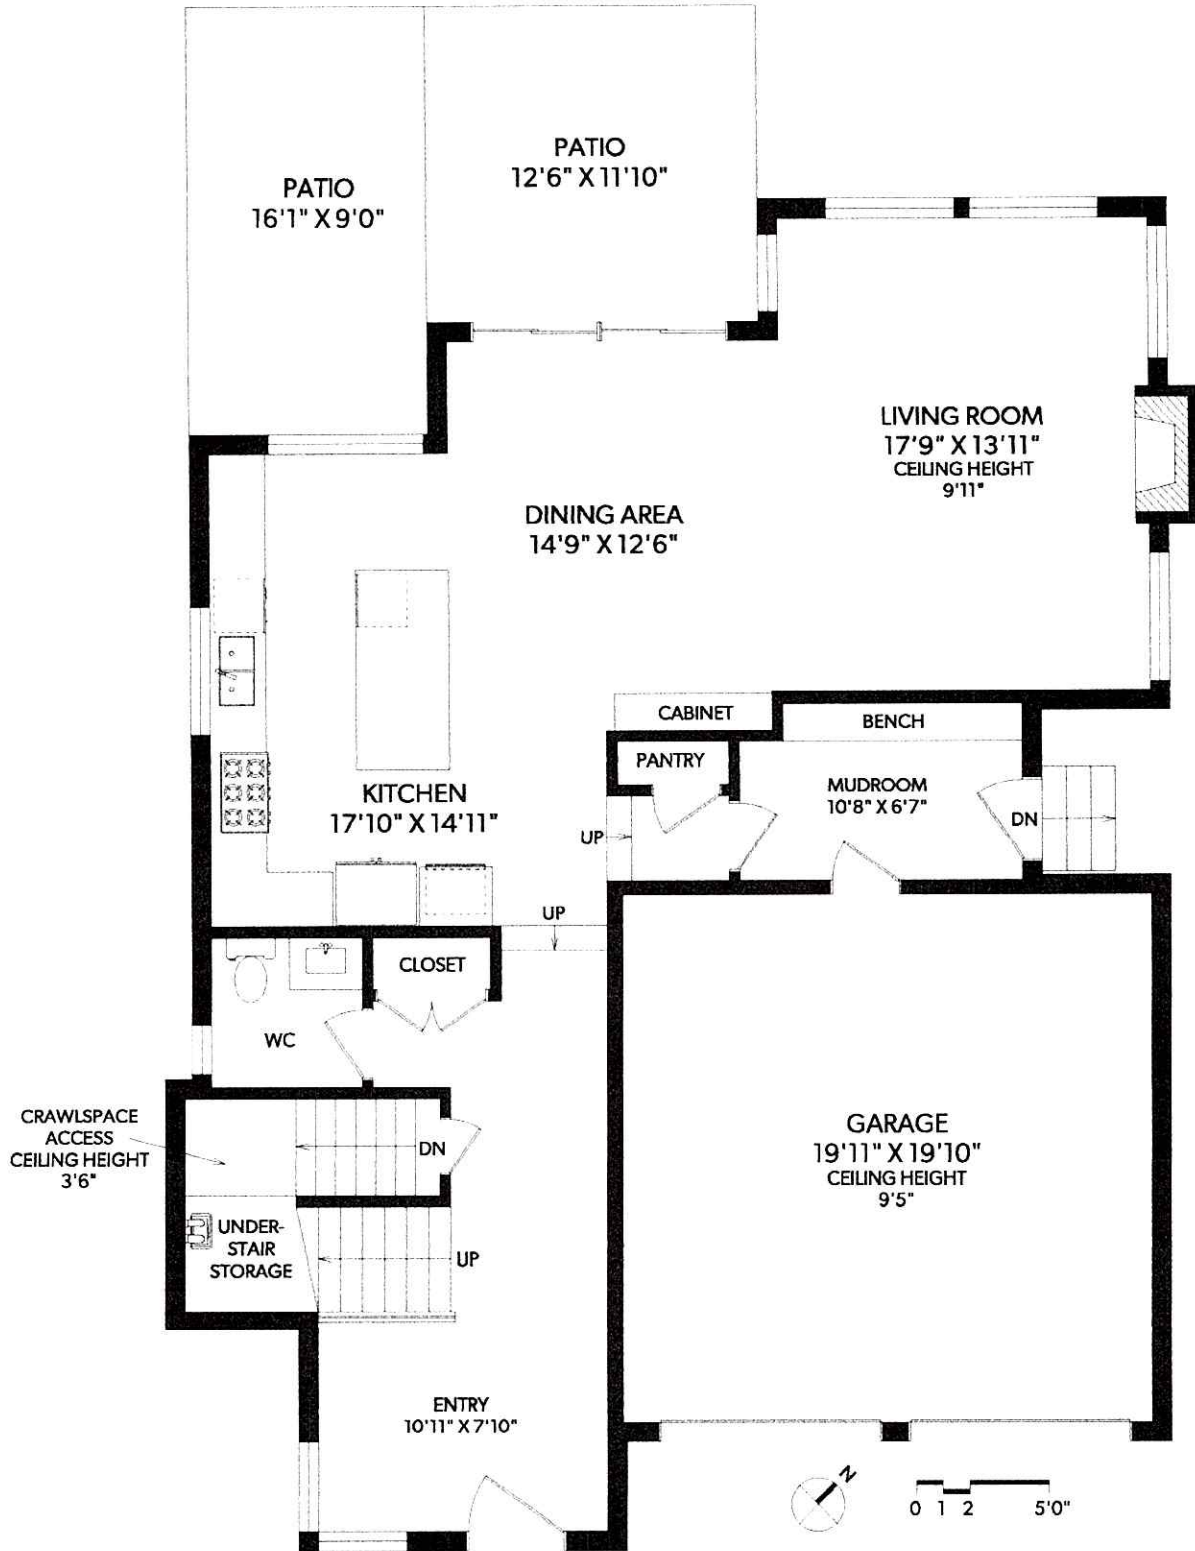 PATIO
12'6" X 11'10"
PATIO
16'1" X 9'0"
LIVING ROOM
17'9" X 13'11"
CEILING HEIGHT
9'11"
DINING AREA
14'9" X 12'6"
CABINET
BENCH
PANTRY
MUDROOM
10'8" X 6'7"
KITCHEN
17'10" X 14'11"
UP
DN
UP
CLOSET
WC
CRAWLSPACE
ACCESS
CEILING HEIGHT
3'6"
DN
GARAGE
19'11" X 19'10"
CEILING HEIGHT
9'5"
UNDER-
STAIR
STORAGE
UP
ENTRY
10'11" X 7'10"
N
0 1 2 5'0"